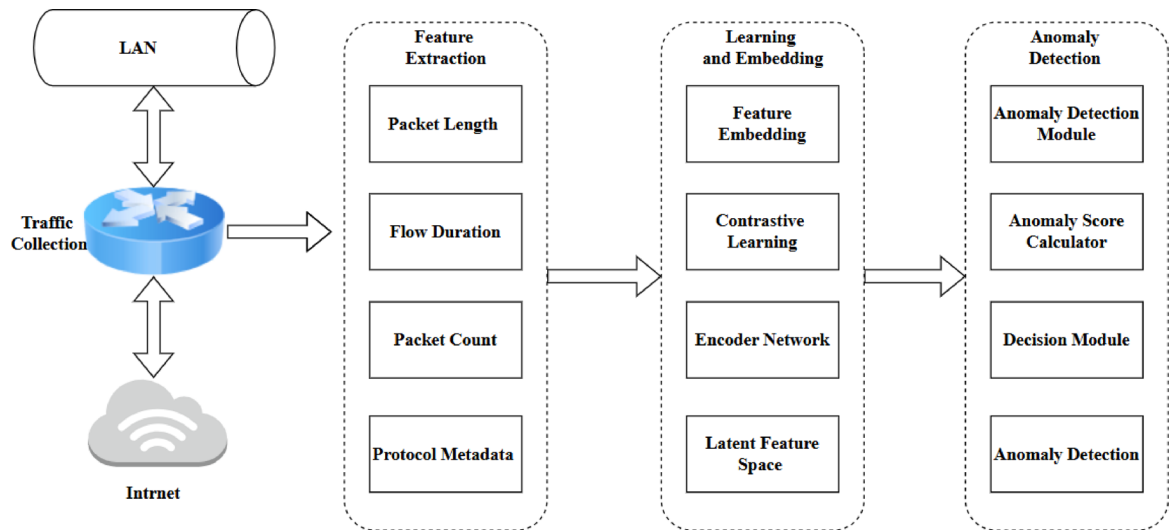 LAN
Traffic
Collection
Intrnet
Feature
Extraction
Packet Length
Flow Duration
Packet Count
Protocol Metadata
Learning
and Embedding
Feature
Embedding
Contrastive
Learning
Encoder Network
Latent Feature
Space
Anomaly
Detection
Anomaly Detection
Module
Anomaly Score
Calculator
Decision Module
Anomaly Detection